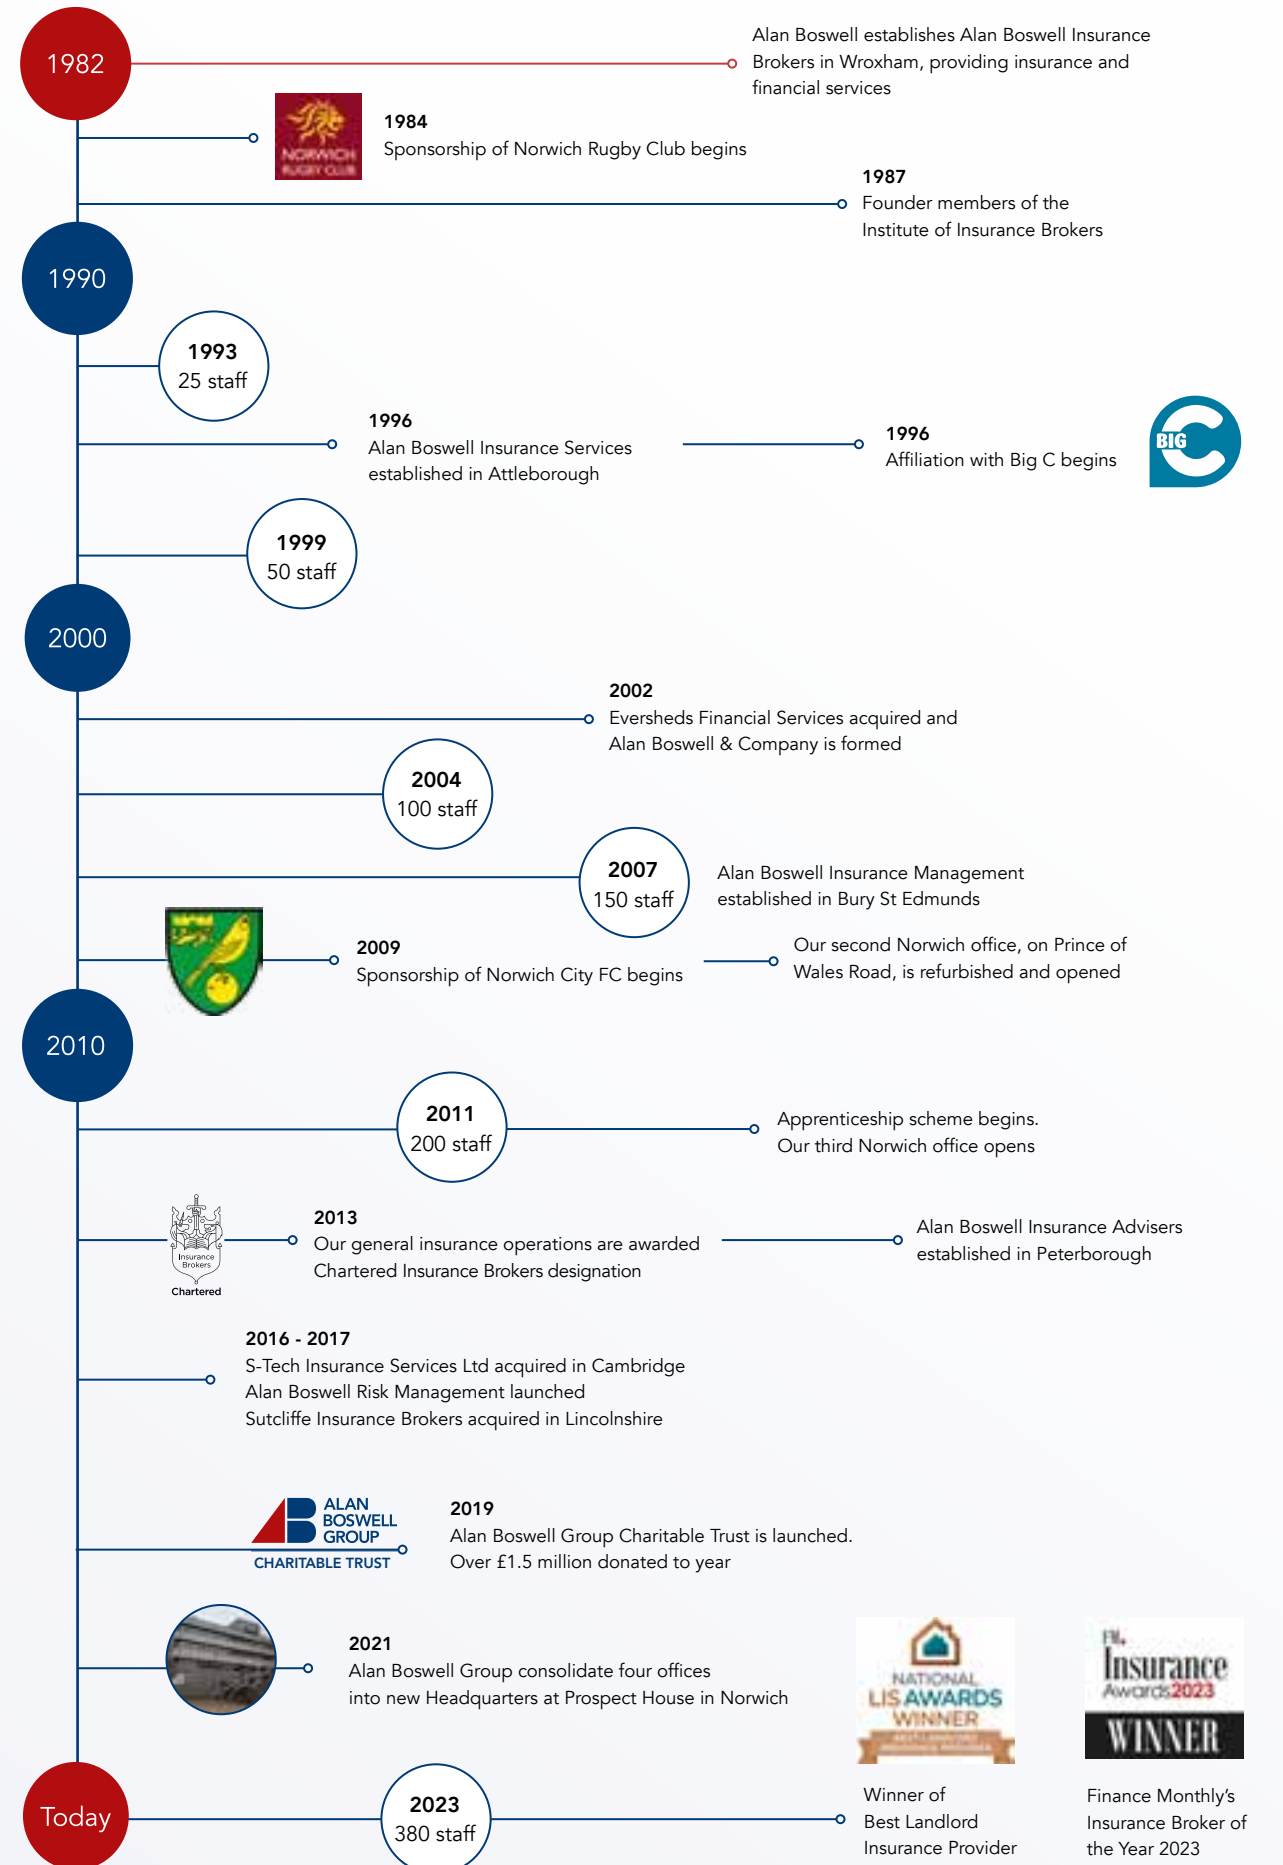 1982
Alan Boswell establishes Alan Boswell Insurance
Brokers in Wroxham, providing insurance and
financial services
NORWICH
RUGBY CLUB
1984
Sponsorship of Norwich Rugby Club begins
1987
Founder members of the
Institute of Insurance Brokers
1990
1993
25 staff
1996
Alan Boswell Insurance Services
established in Attleborough
1996
Affiliation with Big C begins
BIG C
1999
50 staff
2000
2002
Eversheds Financial Services acquired and
Alan Boswell & Company is formed
2004
100 staff
2007
150 staff
Alan Boswell Insurance Management
established in Bury St Edmunds
2009
Sponsorship of Norwich City FC begins
Our second Norwich office, on Prince of
Wales Road, is refurbished and opened
2010
2011
200 staff
Apprenticeship scheme begins.
Our third Norwich office opens
Insurance
Brokers
Chartered
2013
Our general insurance operations are awarded
Chartered Insurance Brokers designation
Alan Boswell Insurance Advisers
established in Peterborough
2016 - 2017
S-Tech Insurance Services Ltd acquired in Cambridge
Alan Boswell Risk Management launched
Sutcliffe Insurance Brokers acquired in Lincolnshire
ALAN
BOSWELL
GROUP
CHARITABLE TRUST
2019
Alan Boswell Group Charitable Trust is launched.
Over £1.5 million donated to year
2021
Alan Boswell Group consolidate four offices
into new Headquarters at Prospect House in Norwich
NATIONAL
LIS AWARDS
WINNER
Insurance
Awards2023
WINNER
Today
2023
380 staff
Winner of
Best Landlord
Insurance Provider
Finance Monthly's
Insurance Broker of
the Year 2023